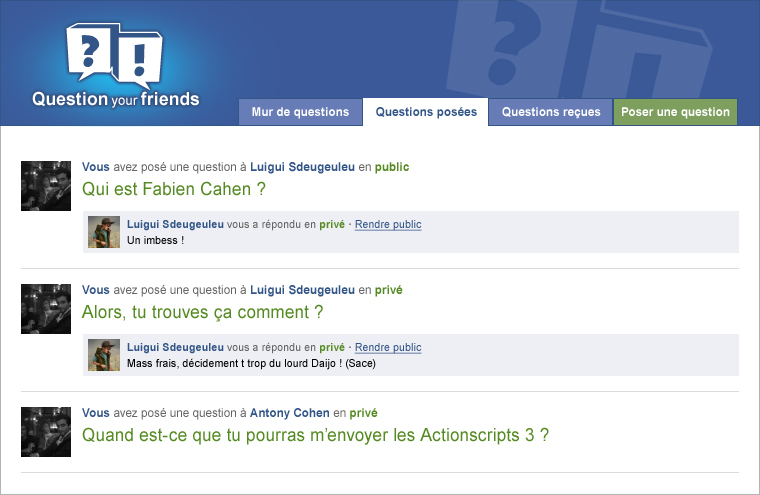 ? !
Question your friends
Mur de questions
Questions posées
Questions reçues
Poser une question
Vous avez posé une question à Luigui Sdeugeuleu en public
Qui est Fabien Cahen ?
Luigui Sdeugeuleu vous a répondu en privé - Rendre public
Un imbess !
Vous avez posé une question à Luigui Sdeugeuleu en privé
Alors, tu trouves ça comment ?
Luigui Sdeugeuleu vous a répondu en privé - Rendre public
Mass frais, décidement t trop du lourd Daijo ! (Sace)
Vous avez posé une question à Antony Cohen en privé
Quand est-ce que tu pourras m’envoyer les Actionscripts 3 ?